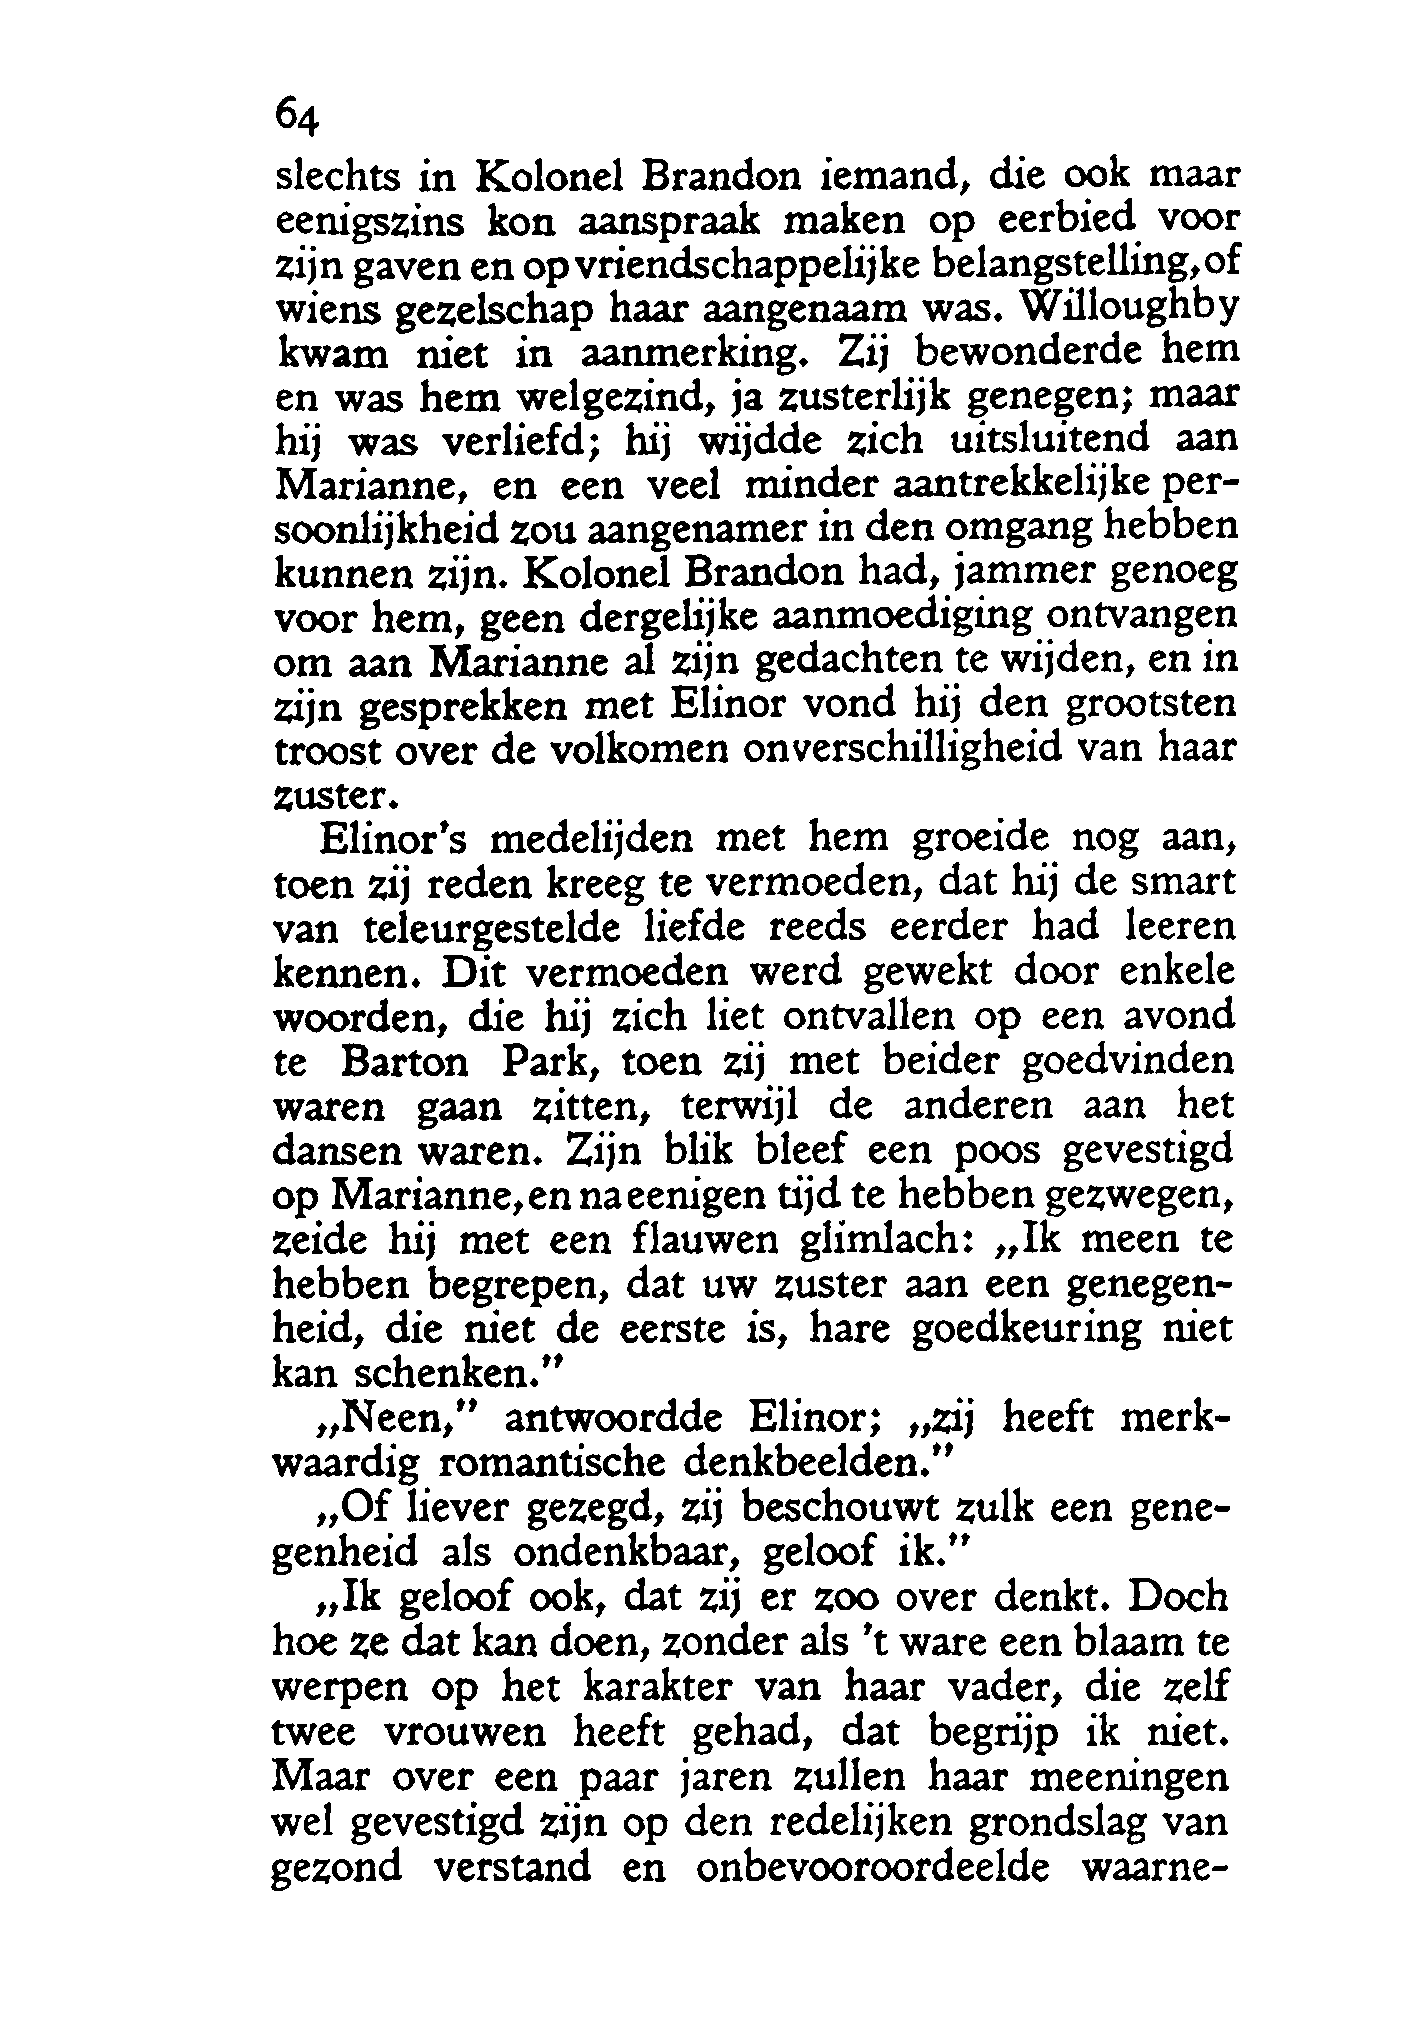 64
slechts in Kolonel Brandon iemand, die ook maar
eenigszins kon aanspraak maken op eerbied voor
zijn gaven en op vriendschappelijke belangstelling, of
wiens gezelschap haar aangenaam was. Willoughby
kwam niet in aanmerking. Zij bewonderde hem
en was hem welgezind, ja zusterlijk genegen; maar
hij was verliefd; hij wijdde zich uitsluitend aan
Marianne, en een veel minder aantrekkelijke per-
soonlijkheid zou aangenamer in den omgang hebben
kunnen zijn. Kolonel Brandon had, jammer genoeg
voor hem, geen dergelijke aanmoediging ontvangen
om aan Marianne al zijn gedachten te wijden, en in
zijn gesprekken met Elinor vond hij den grootsten
troost over de volkomen onverschilligheid van haar
zuster.
Elinor's medelijden met hem groeide nog aan,
toen zij reden kreeg te vermoeden, dat hij de smart
van teleurgestelde liefde reeds eerder had leeren
kennen. Dit vermoeden werd gewekt door enkele
woorden, die hij zich liet ontvallen op een avond
te Barton Park, toen zij met beider goedvinden
waren gaan zitten, terwijl de anderen aan het
dansen waren. Zijn blik bleef een poos gevestigd
op Marianne, en na eenigen tijd te hebben gezwegen,
zeide hij met een flauwen glimlach: „Ik meen te
hebben begrepen, dat uw zuster aan een genegen-
heid, die niet de eerste is, hare goedkeuring niet
kan schenken.”
„Neen,” antwoordde Elinor; „zij heeft merk-
waardig romantische denkbeelden.”
„Of liever gezegd, zij beschouwt zulk een gene-
genheid als ondenkbaar, geloof ik.”
„Ik geloof ook, dat zij er zoo over denkt. Doch
hoe ze dat kan doen, zonder als 't ware een blaam te
werpen op het karakter van haar vader, die zelf
twee vrouwen heeft gehad, dat begrijp ik niet.
Maar over een paar jaren zullen haar meeningen
wel gevestigd zijn op den redelijken grondslag van
gezond verstand en onbevooroordeelde waarne-